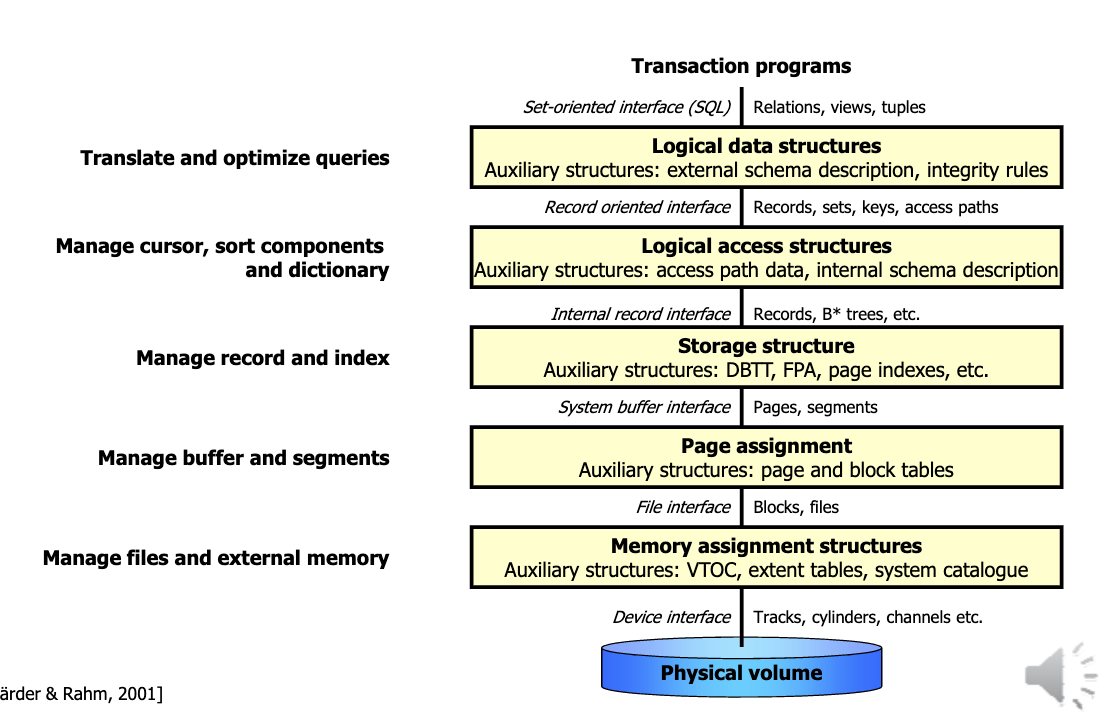 Transaction programs
Set-oriented interface (SQL) Relations, views, tuples
Translate and optimize queries
Logical data structures
Auxiliary structures: external schema description, integrity rules
Record oriented interface Records, sets, keys, access paths
Manage cursor, sort components
and dictionary
Logical access structures
Auxiliary structures: access path data, internal schema description
Internal record interface Records, B* trees, etc.
Manage record and index
Storage structure
Auxiliary structures: DBTT, FPA, page indexes, etc.
System buffer interface Pages, segments
Manage buffer and segments
Page assignment
Auxiliary structures: page and block tables
File interface Blocks, files
Manage files and external memory
Memory assignment structures
Auxiliary structures: VTOC, extent tables, system catalogue
Device interface Tracks, cylinders, channels etc.
Physical volume
ärder & Rahm, 2001]